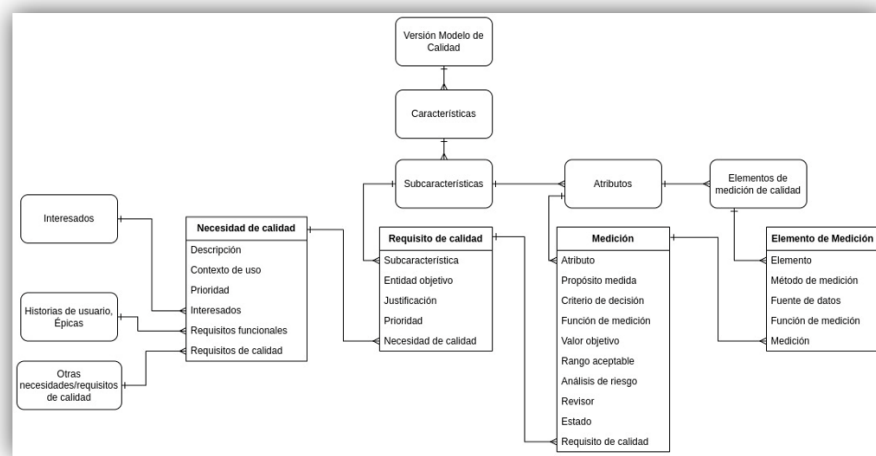 Versión Modelo de
Calidad
Características
Subcaracterísticas
Atributos
Elementos de
medición de calidad
Interesados
Historias de usuario,
Épicas
Otras
necesidades/requisitos
de calidad
Necesidad de calidad
Descripción
Contexto de uso
Prioridad
Interesados
Requisitos funcionales
Requisitos de calidad
Requisito de calidad
Subcaracterística
Entidad objetivo
Justificación
Prioridad
Necesidad de calidad
Medición
Atributo
Propósito medida
Criterio de decisión
Función de medición
Valor objetivo
Rango aceptable
Análisis de riesgo
Revisor
Estado
Requisito de calidad
Elemento de Medición
Elemento
Método de medición
Fuente de datos
Función de medición
Medición